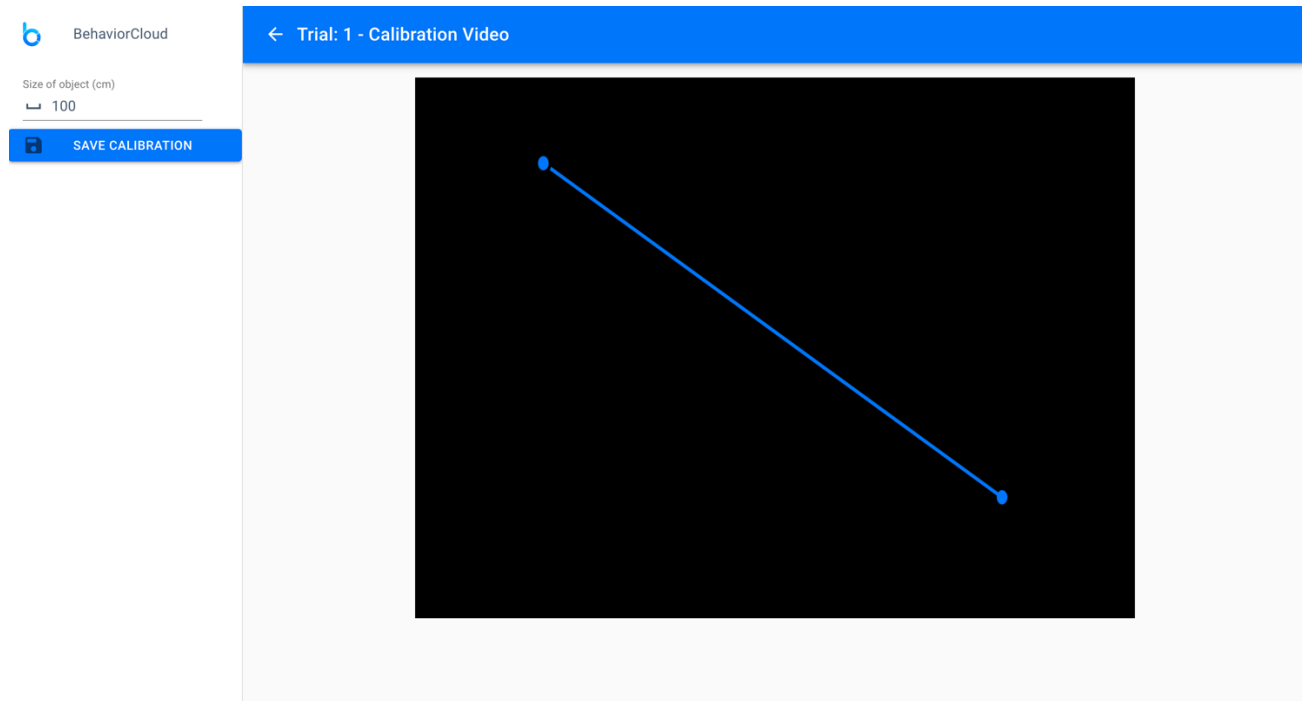 BehaviorCloud
← Trial: 1 - Calibration Video
Size of object (cm)
100
SAVE CALIBRATION